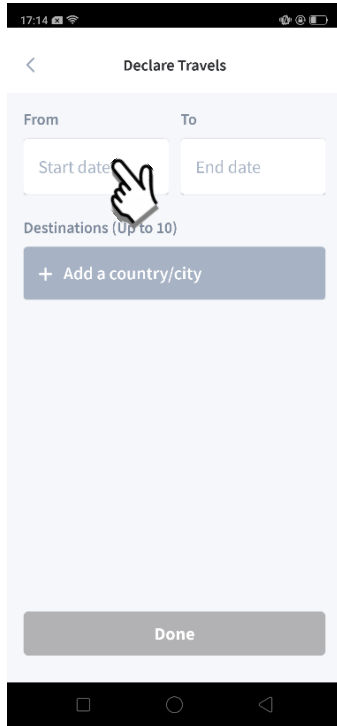 17:14
Declare Travels
From To
Start date End date
Destinations (Up to 10)
+ Add a country/city
Done